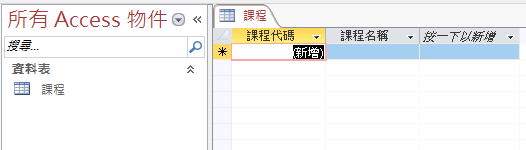 所有 Access 物件
搜尋...
資料表
課程
課程
課程代碼 課程名稱 按一下以新增
(新增)